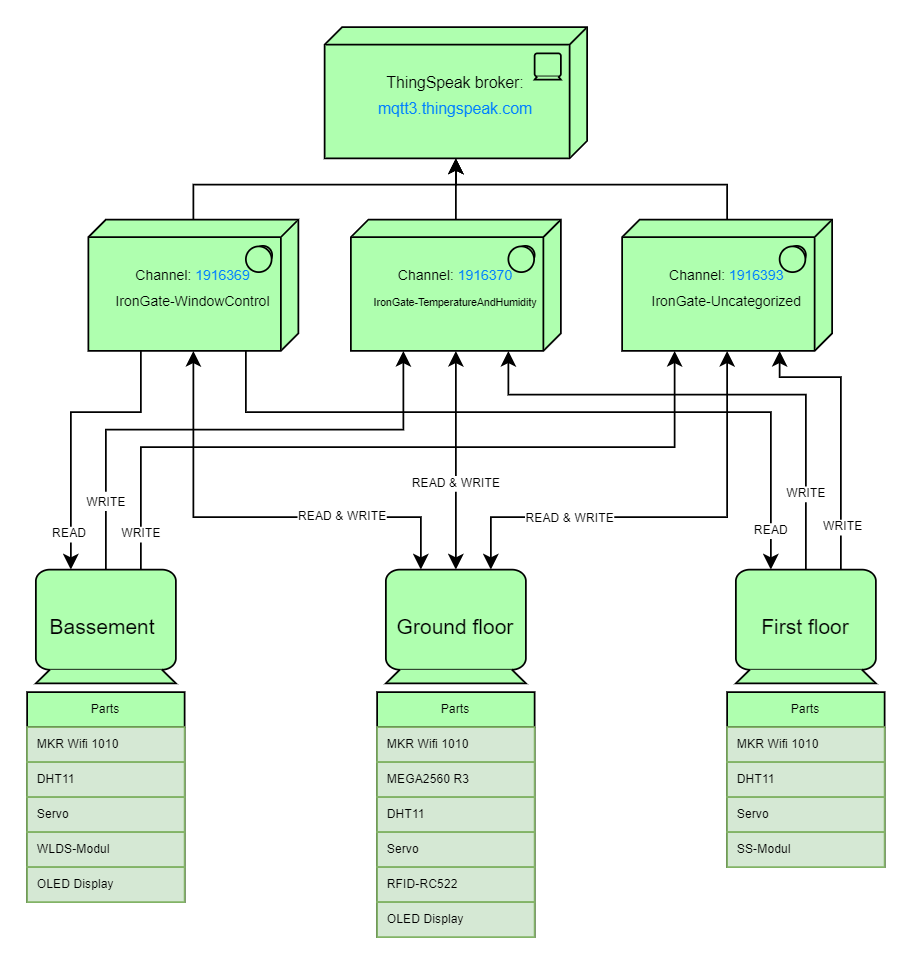 ThingSpeak broker:
mqtt3.thingspeak.com
Channel: 1916369
IronGate-WindowControl
Channel: 1916370
IronGate-TemperatureAndHumidity
Channel: 1916393
IronGate-Uncategorized
READ
WRITE
WRITE
READ & WRITE
READ & WRITE
READ & WRITE
READ
WRITE
WRITE
Bassement
Ground floor
First floor
Parts
MKR Wifi 1010
DHT11
Servo
WLDS-Modul
OLED Display
Parts
MKR Wifi 1010
MEGA2560 R3
DHT11
Servo
RFID-RC522
OLED Display
Parts
MKR Wifi 1010
DHT11
Servo
SS-Modul